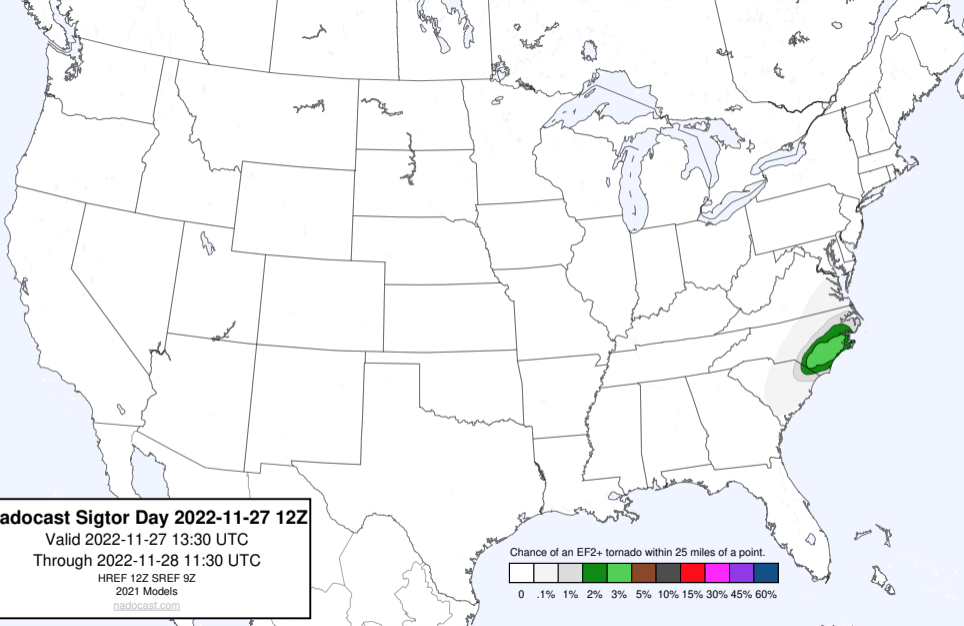 adocast Sigtor Day 2022-11-27 12Z
Valid 2022-11-27 13:30 UTC
Through 2022-11-28 11:30 UTC
HREF 12Z SREF 9Z
2021 Models
nadocast.com
Chance of an EF2+ tornado within 25 miles of a point.
0 .1% 1% 2% 3% 5% 10% 15% 30% 45% 60%